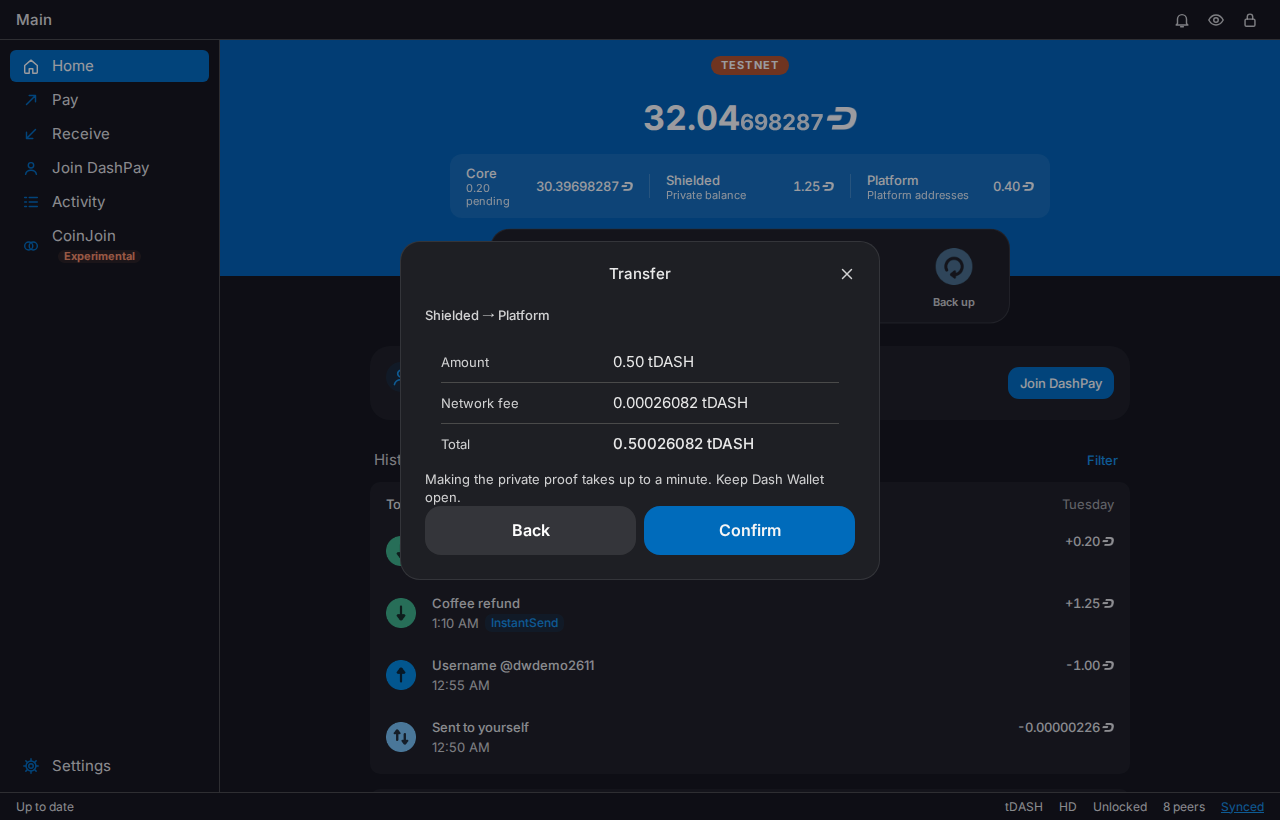 Main
Home
Pay
Receive
Join DashPay
Activity
CoinJoin
Experimental
Settings
TESTNET
32.04698287
Core
0.20 pending
30.39698287
Shielded
Private balance
1.25
Platform
Platform addresses
0.40
Back up
Transfer
Shielded → Platform
Amount 0.50 tDASH
Network fee 0.00026082 tDASH
Total 0.50026082 tDASH
Making the private proof takes up to a minute. Keep Dash Wallet
open.
Back Confirm
Join DashPay
Filter
Tuesday
+0.20
Coffee refund +1.25
1:10 AM InstantSend
Username @dwdemo2611 -1.00
12:55 AM
Sent to yourself -0.00000226
12:50 AM
Up to date tDASH HD Unlocked 8 peers Synced